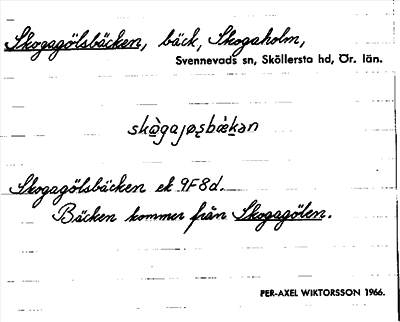 Skogagölsbäcken, bäck, Skogaholm,
Svennevads sn, Sköllersta hd, Ör. län.
Skogagölsbäcken ek 9F8d.
Bäcken kommer från Skogagölen.
PER-AXEL WIKTORSSON 1966.